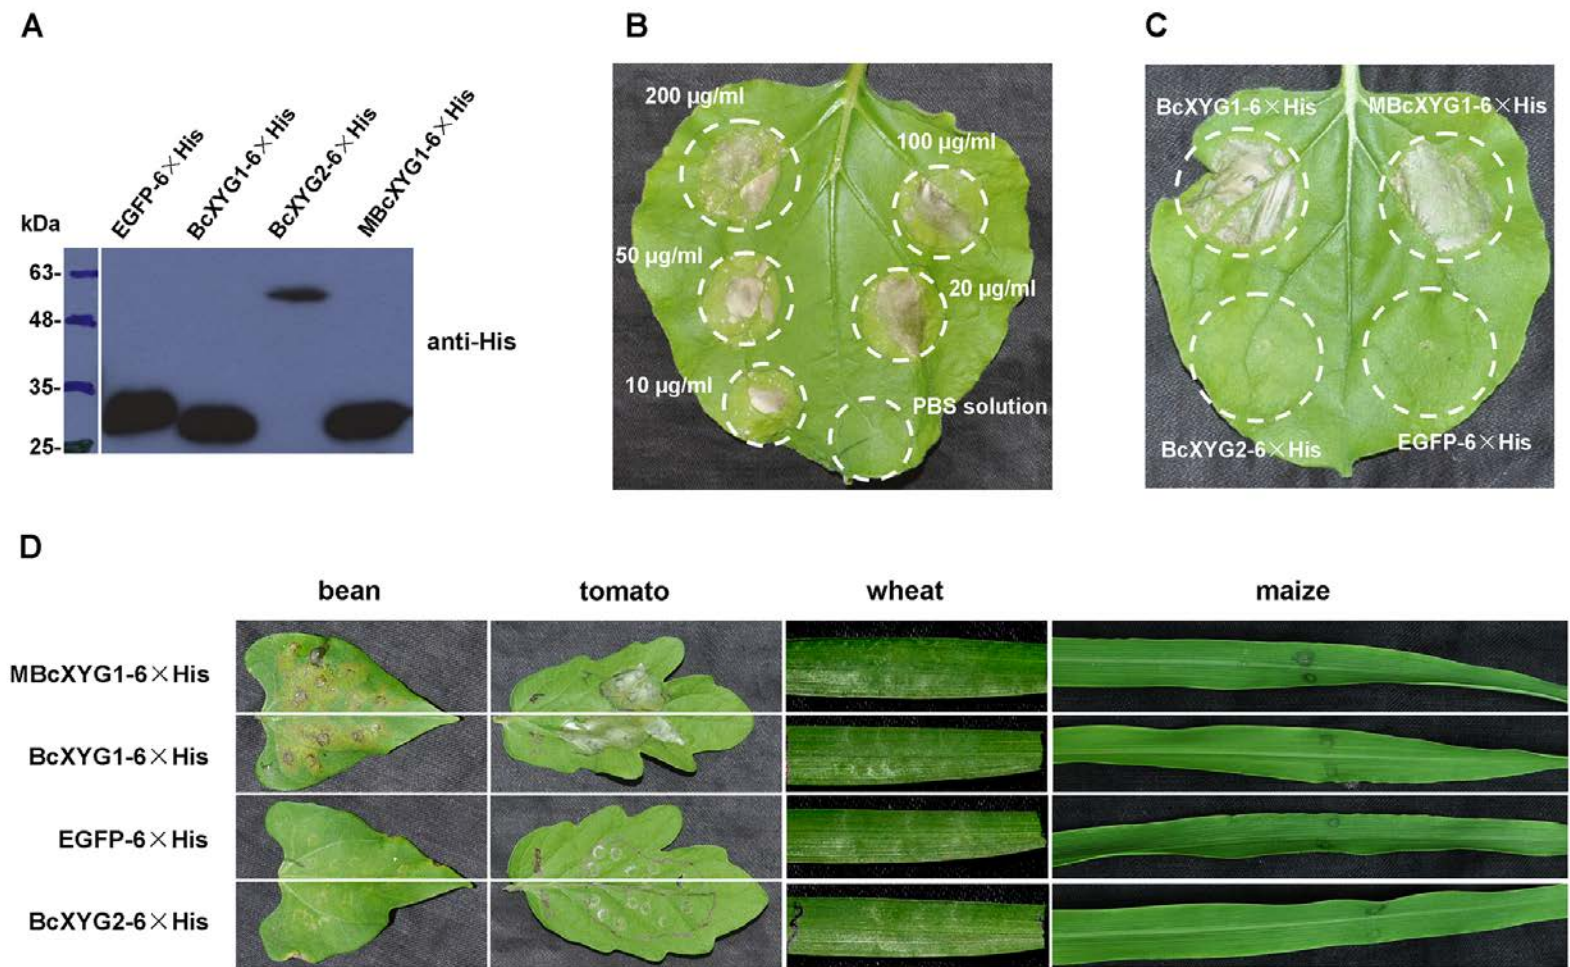 A
B
C
EGFP-6×His
BcXYG1-6×His
BcXYG2-6×His
MBcXYG1-6×His
kDa
63-
48-
35-
25-
anti-His
200 μg/ml
100 μg/ml
50 μg/ml
20 μg/ml
10 μg/ml
PBS solution
BcXYG1-6×His
MBcXYG1-6×His
BcXYG2-6×His
EGFP-6×His
D
bean
tomato
wheat
maize
MBcXYG1-6×His
BcXYG1-6×His
EGFP-6×His
BcXYG2-6×His